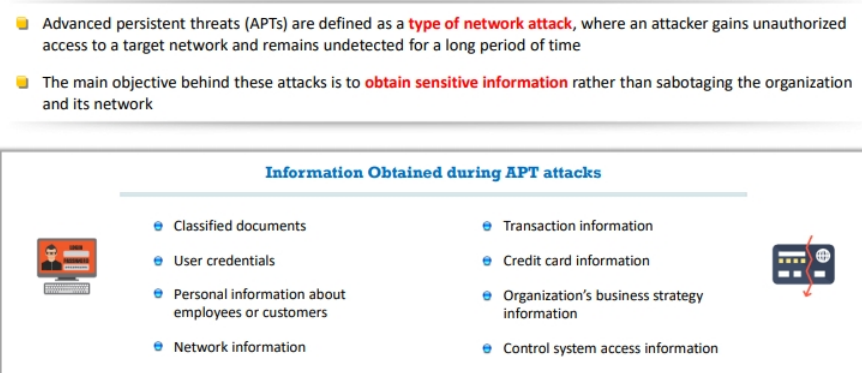 Advanced persistent threats (APTs) are defined as a type of network attack, where an attacker gains unauthorized
access to a target network and remains undetected for a long period of time
The main objective behind these attacks is to obtain sensitive information rather than sabotaging the organization
and its network
Information Obtained during APT attacks
Classified documents
User credentials
Personal information about
employees or customers
Network information
Transaction information
Credit card information
Organization's business strategy
information
Control system access information